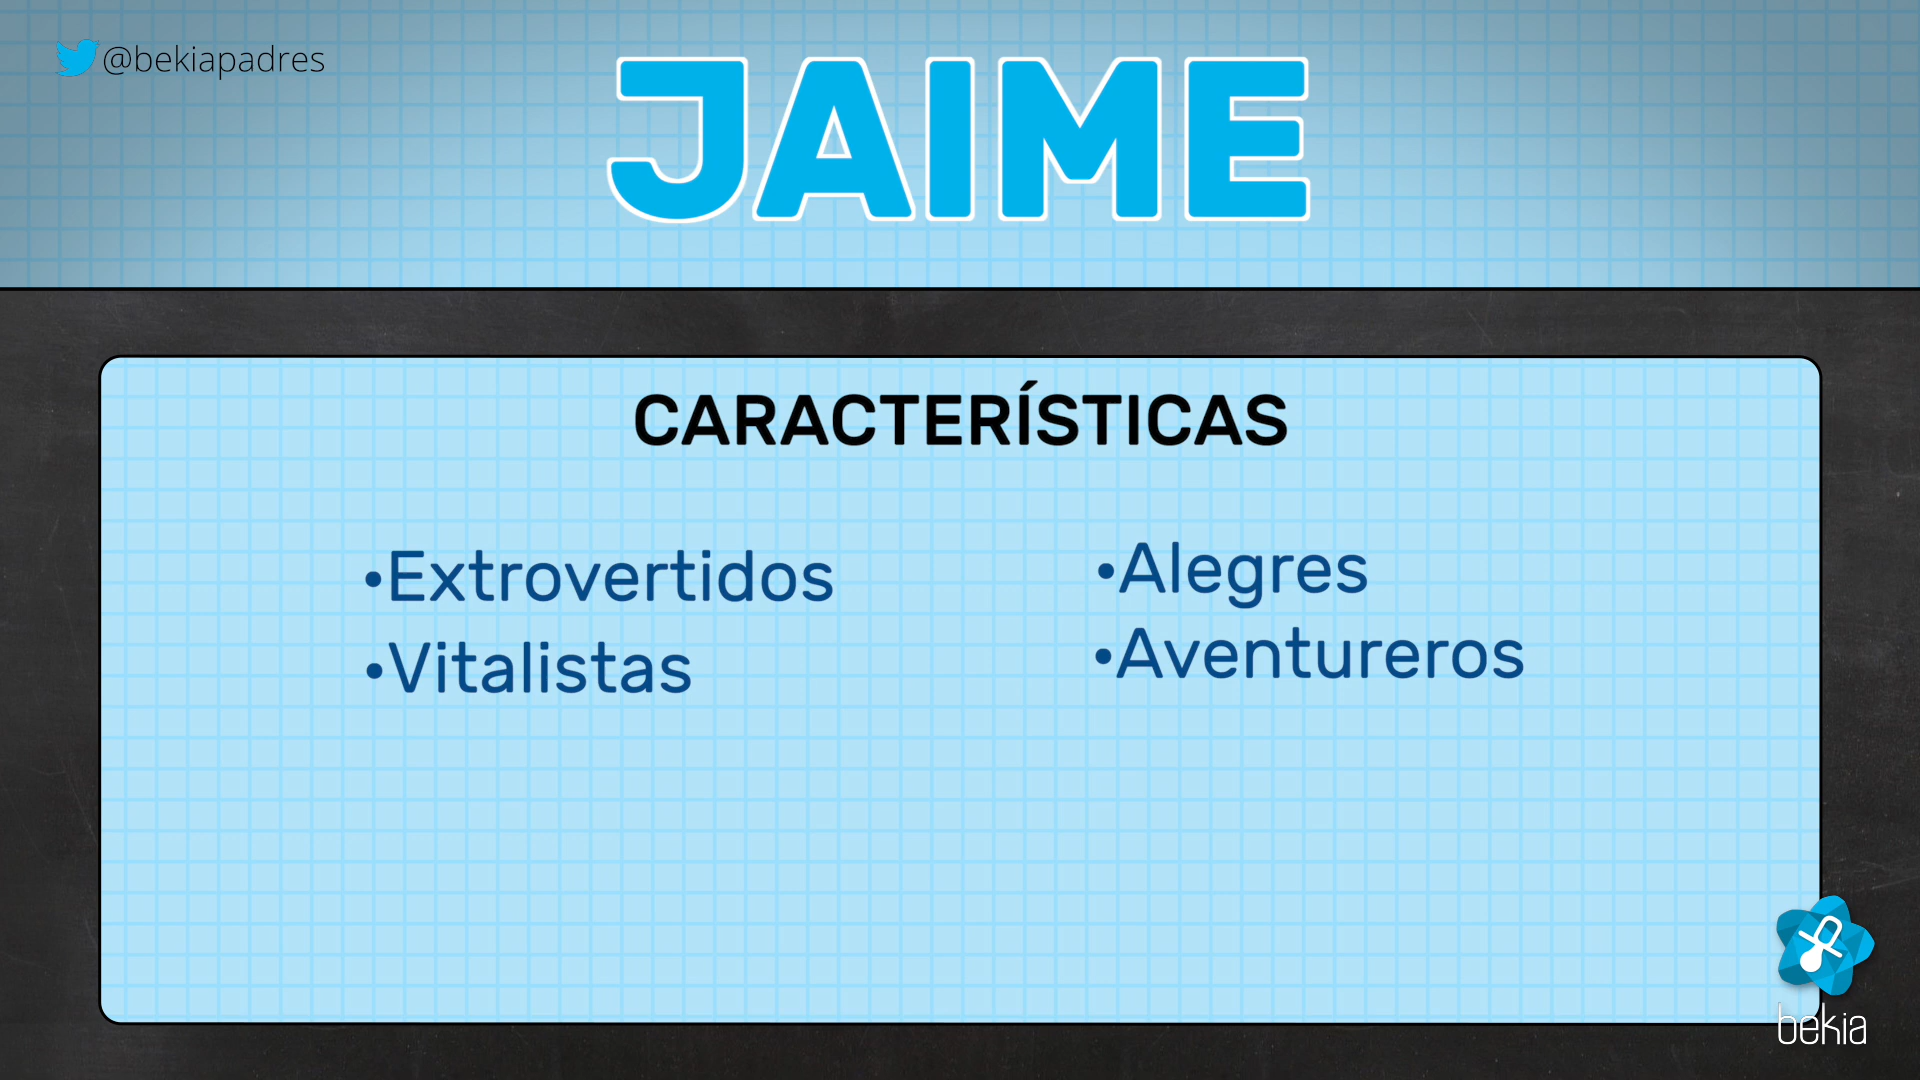 @bekiapadres
JAIME
CARACTERÍSTICAS
•Extrovertidos
•Vitalistas
•Alegres
•Aventureros
bekia